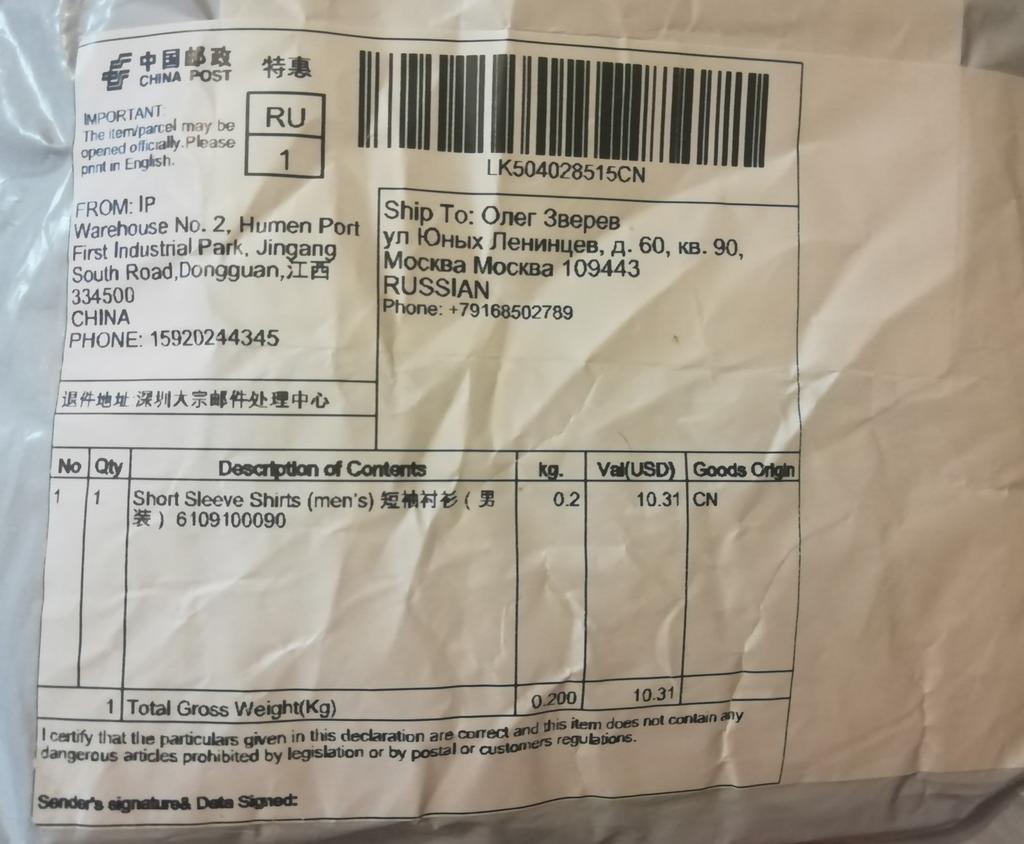 中国邮政
CHINA POST
特惠
IMPORTANT:
The item/parcel may be
opened officially.Please
print in English.
RU
1
LK504028515CN
FROM: IP
Warehouse No. 2, Humen Port
First Industrial Park, Jingang
South Road,Dongguan,江西
334500
CHINA
PHONE: 15920244345
Ship To: Олег Зверев
ул Юных Ленинцев, д. 60, кв. 90,
Москва Москва 109443
RUSSIAN
Phone: +79168502789
退件地址 深圳大宗邮件处理中心
No Qty Description of Contents kg. Val(USD) Goods Origin
1 1 Short Sleeve Shirts (men's) 短袖衬衫（男 0.2 10.31 CN
装）6109100090
1 Total Gross Weight(Kg) 0.200 10.31
I certify that the particulars given in this declaration are correct and this item does not contain any
dangerous articles prohibited by legislation or by postal or customers regulations.
Sender's signature& Data Signed: